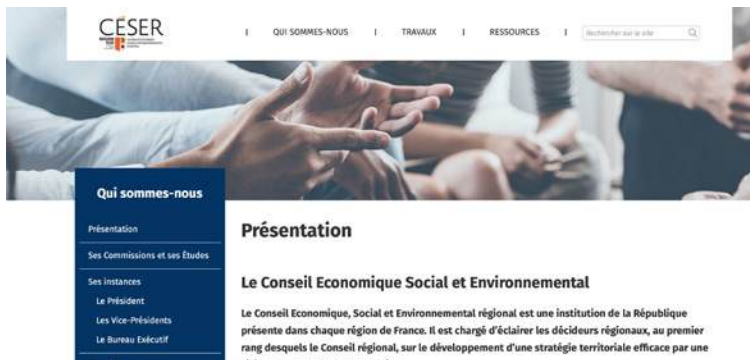 CÉSER
QUI SOMMES-NOUS
TRAVAUX
RESSOURCES
Rechercher sur le site
Qui sommes-nous
Présentation
Ses Commissions et ses Études
Ses instances
Le Président
Les Vice-Présidents
Le Bureau Exécutif
Présentation
Le Conseil Economique Social et Environnemental
Le Conseil Economique, Social et Environnemental régional est une institution de la République
présente dans chaque région de France. Il est chargé d'éclairer les décideurs régionaux, au premier
rang desquels le Conseil régional, sur le développement d'une stratégie territoriale efficace par une